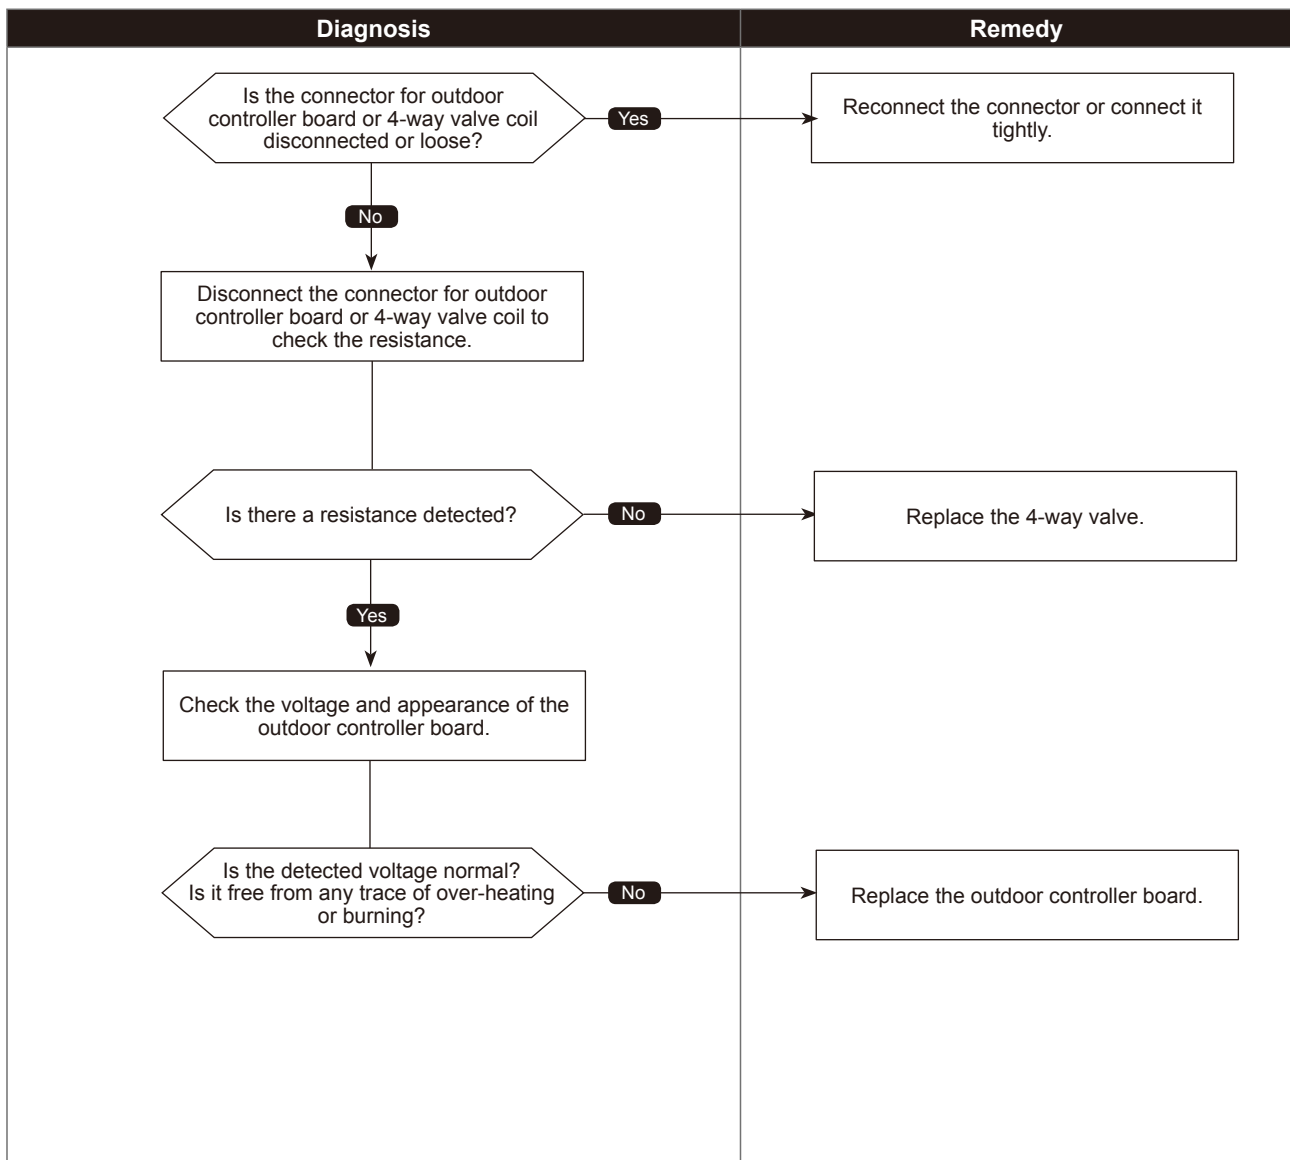 Diagnosis
Remedy
Is the connector for outdoor
controller board or 4-way valve coil
disconnected or loose?
Yes
Reconnect the connector or connect it
tightly.
No
Disconnect the connector for outdoor
controller board or 4-way valve coil to
check the resistance.
Is there a resistance detected?
No
Replace the 4-way valve.
Yes
Check the voltage and appearance of the
outdoor controller board.
Is the detected voltage normal?
Is it free from any trace of over-heating
or burning?
No
Replace the outdoor controller board.